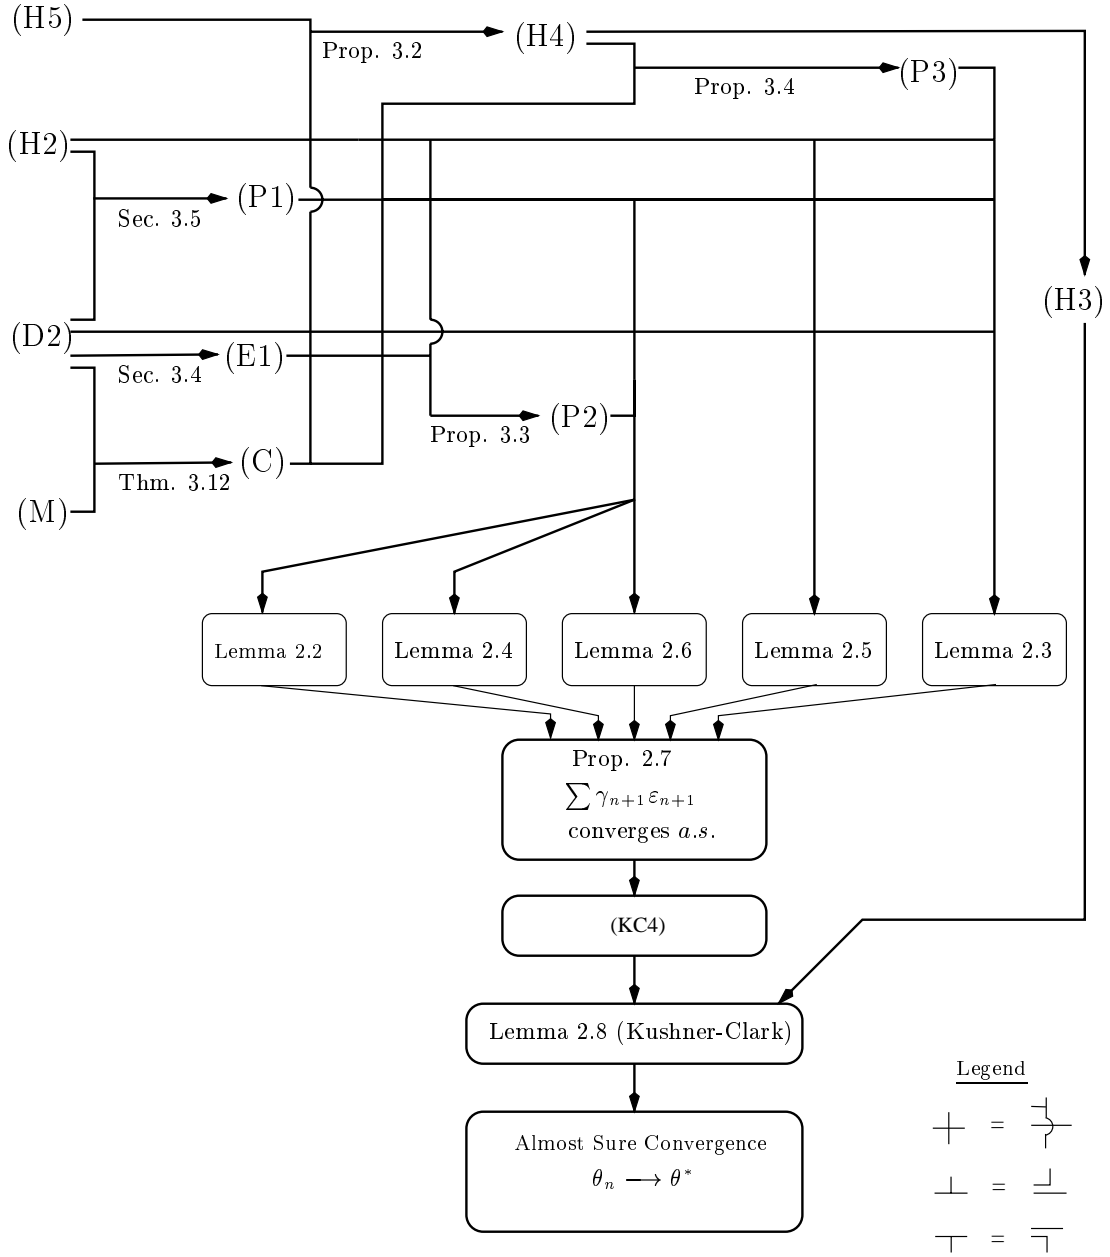 (H5)
Prop. 3.2
(H4)
Prop. 3.4
(P3)
(H2)
Sec. 3.5
(P1)
(H3)
(D2)
Sec. 3.4
(E1)
Prop. 3.3
(P2)
Thm. 3.12
(C)
(M)
Lemma 2.2
Lemma 2.4
Lemma 2.6
Lemma 2.5
Lemma 2.3
Prop. 2.7
∑ γₙ₊₁ εₙ₊₁
converges a.s.
(KC4)
Lemma 2.8 (Kushner-Clark)
Almost Sure Convergence
θₙ ⟶ θ*
Legend
=
=
=